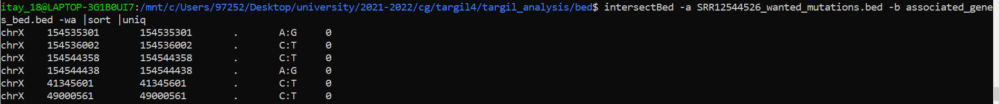 itay_18@LAPTOP-3G1B0UI7:/mnt/c/Users/97252/Desktop/university/2021-2022/cg/targil4/targil_analysis/bed$ intersectBed -a SRR12544526_wanted_mutations.bed -b associated_gene
s_bed.bed -wa |sort |uniq
chrX 154535301 154535301 . A:G 0
chrX 154536002 154536002 . C:T 0
chrX 154544358 154544358 . C:T 0
chrX 154544438 154544438 . A:G 0
chrX 41345601 41345601 . C:T 0
chrX 49000561 49000561 . C:T 0